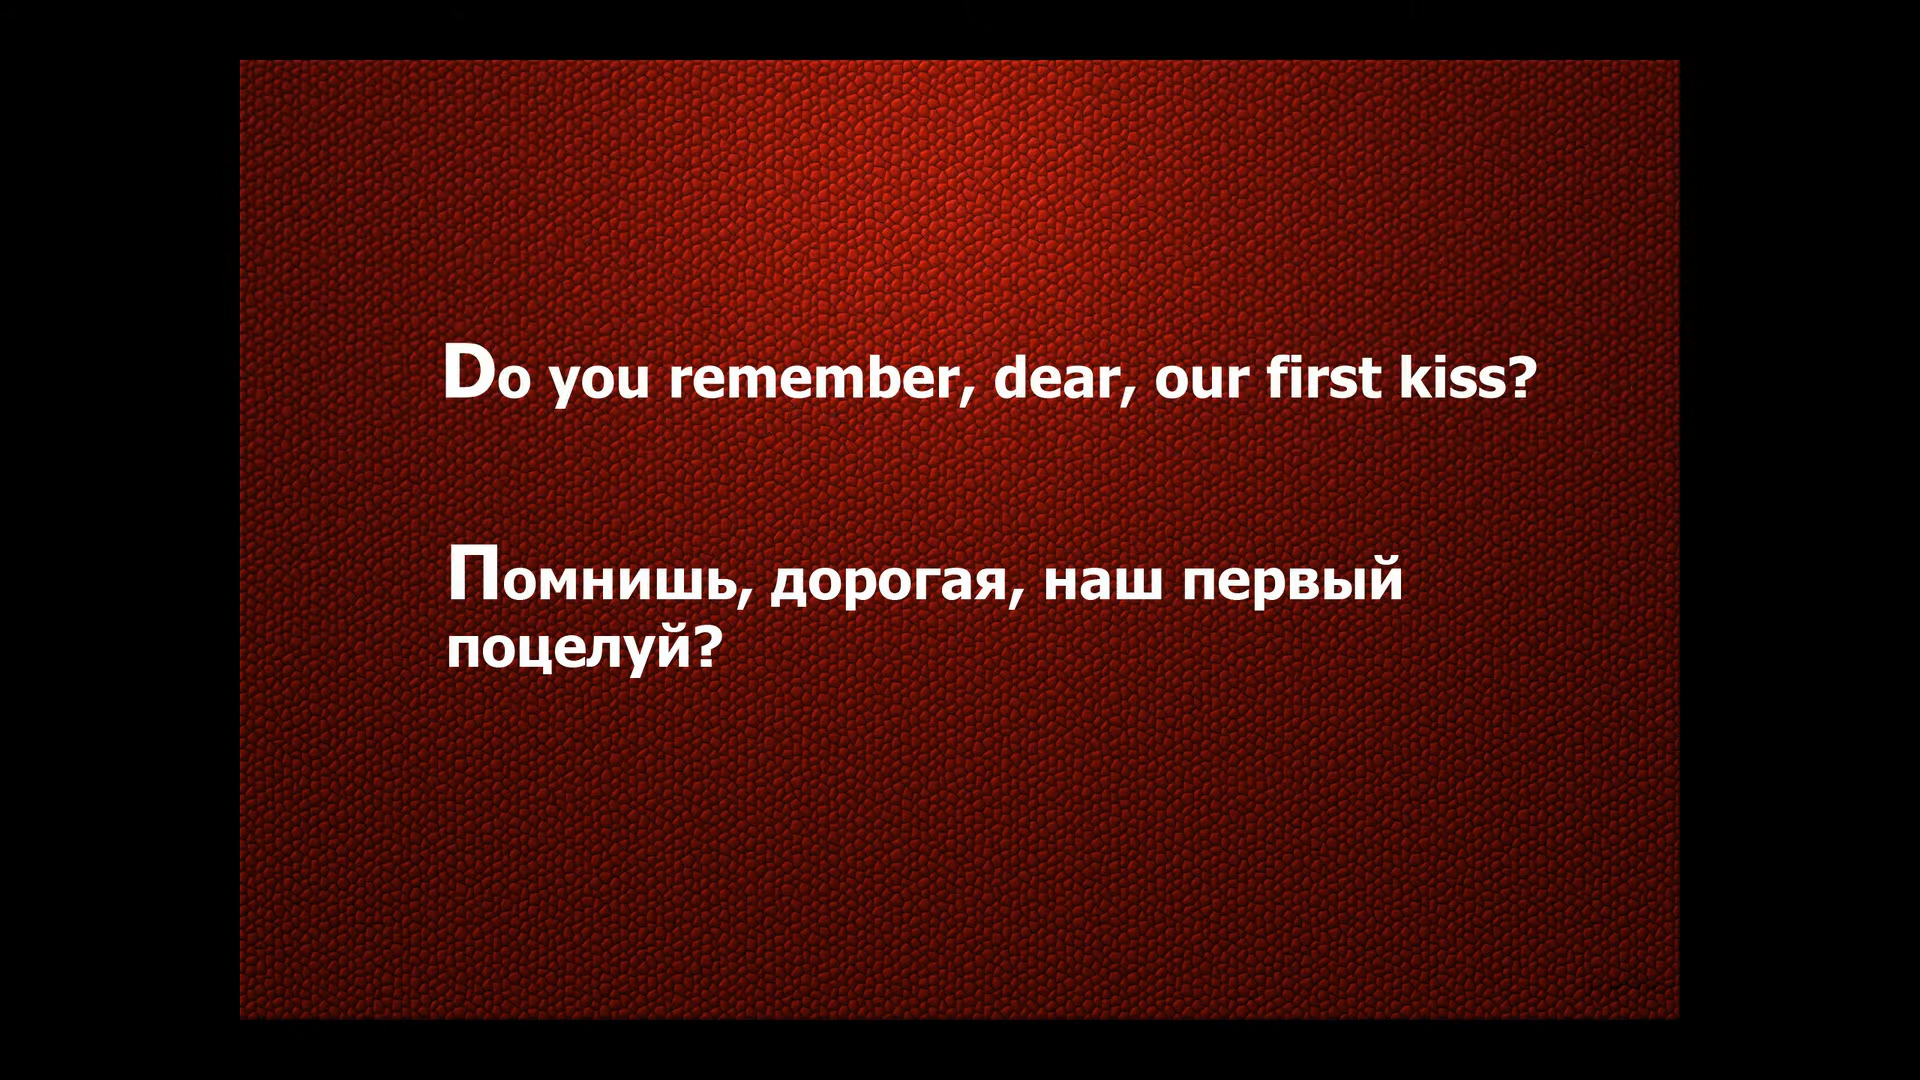 Do you remember, dear, our first kiss?
Помнишь, дорогая, наш первый
поцелуй?